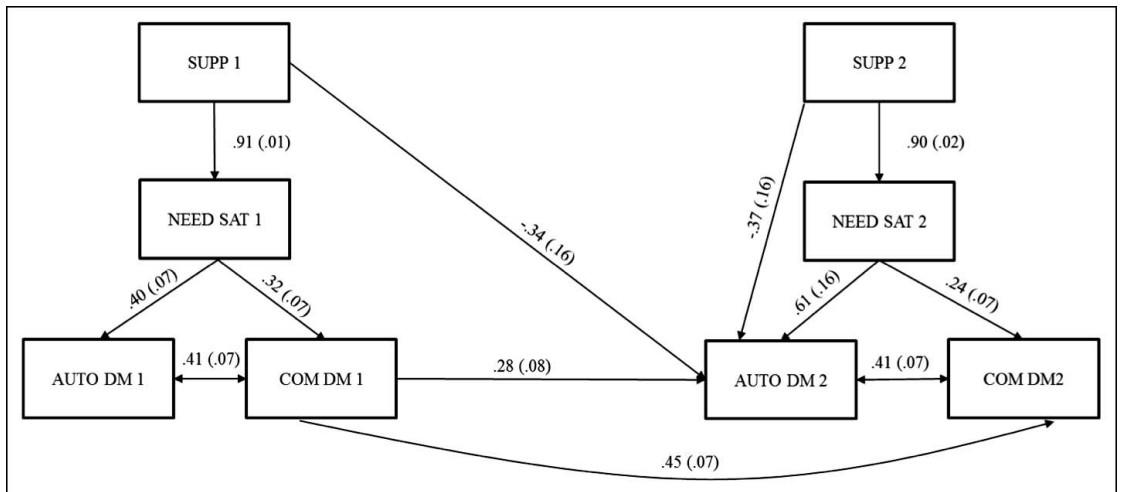 SUPP 1
SUPP 2
.91 (.01)
.90 (.02)
NEED SAT 1
NEED SAT 2
-.34 (.16)
-.37 (.16)
.40 (.07)
.32 (.07)
.61 (.16)
.24 (.07)
AUTO DM 1
.41 (.07)
COM DM 1
.28 (.08)
AUTO DM 2
.41 (.07)
COM DM2
.45 (.07)